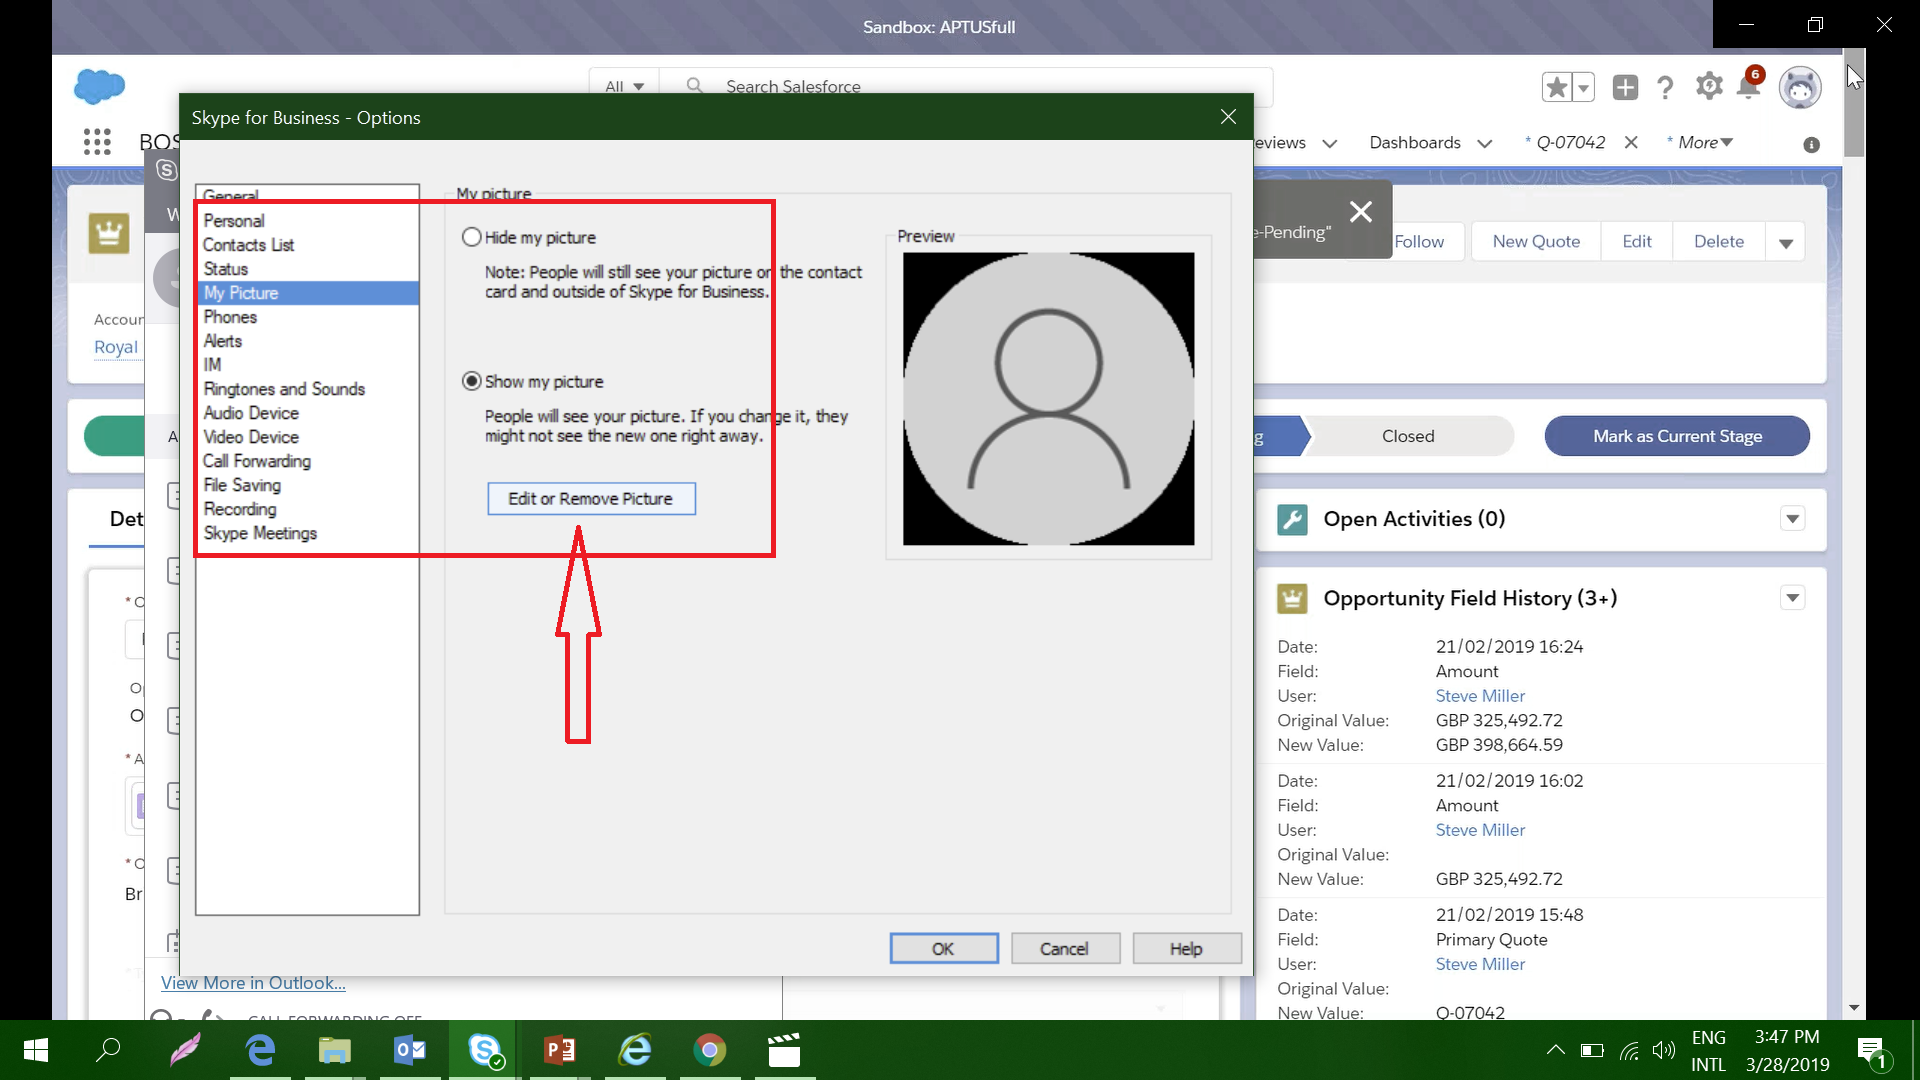 Sandbox: APTUSfull
All
Search Salesforce
6
BOS
eviews
Dashboards
* Q-07042
* More
Skype for Business - Options
General
Personal
Contacts List
Status
My Picture
Phones
Alerts
IM
Ringtones and Sounds
Audio Device
Video Device
Call Forwarding
File Saving
Recording
Skype Meetings
My picture
Hide my picture
Note: People will still see your picture on the contact
card and outside of Skype for Business.
Show my picture
People will see your picture. If you change it, they
might not see the new one right away.
Edit or Remove Picture
Preview
OK
Cancel
Help
W
Accoun
Royal
A
Det
* O
Op
O
* A
* O
Br
View More in Outlook...
CALL FORWARDING OFF
e-Pending"
Follow
New Quote
Edit
Delete
g
Closed
Mark as Current Stage
Open Activities (0)
Opportunity Field History (3+)
Date: 21/02/2019 16:24
Field: Amount
User: Steve Miller
Original Value: GBP 325,492.72
New Value: GBP 398,664.59
Date: 21/02/2019 16:02
Field: Amount
User: Steve Miller
Original Value:
New Value: GBP 325,492.72
Date: 21/02/2019 15:48
Field: Primary Quote
User: Steve Miller
Original Value:
New Value: Q-07042
ENG
INTL
3:47 PM
3/28/2019
1